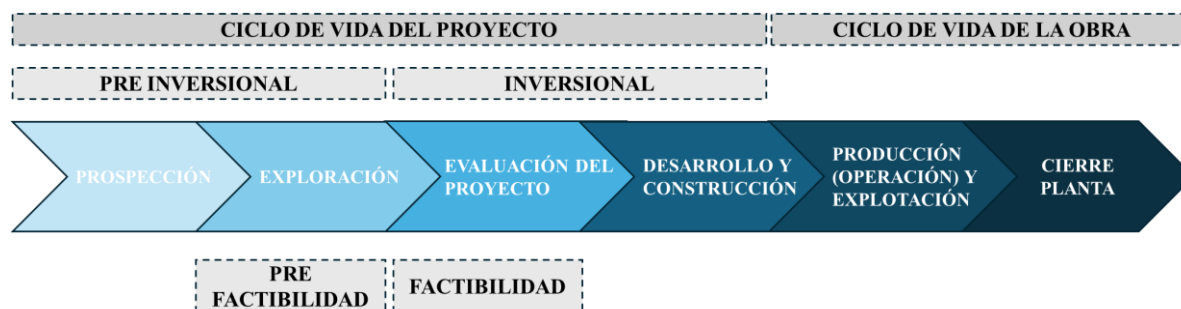 CICLO DE VIDA DEL PROYECTO
CICLO DE VIDA DE LA OBRA
PRE INVERSIONAL
INVERSIONAL
PROSPECCIÓN
EXPLORACIÓN
EVALUACIÓN DEL
PROYECTO
DESARROLLO Y
CONSTRUCCIÓN
PRODUCCIÓN
(OPERACIÓN) Y
EXPLOTACIÓN
CIERRE
PLANTA
PRE
FACTIBILIDAD
FACTIBILIDAD